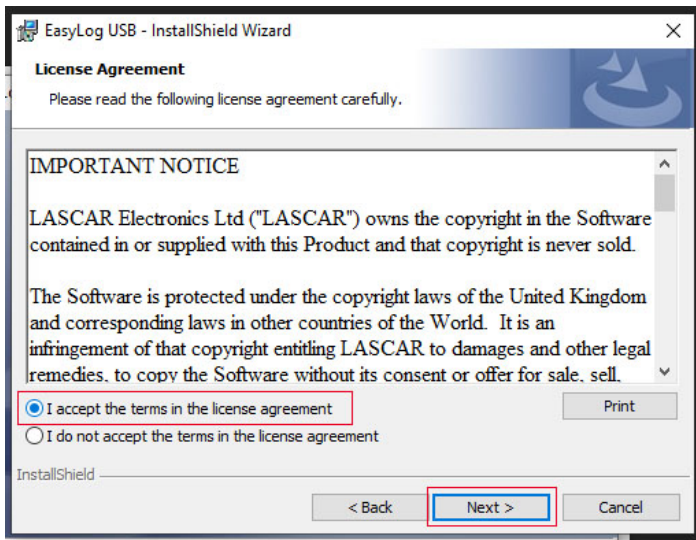 EasyLog USB - InstallShield Wizard
License Agreement
Please read the following license agreement carefully.
IMPORTANT NOTICE
LASCAR Electronics Ltd ("LASCAR") owns the copyright in the Software
contained in or supplied with this Product and that copyright is never sold.
The Software is protected under the copyright laws of the United Kingdom
and corresponding laws in other countries of the World.  It is an
infringement of that copyright entitling LASCAR to damages and other legal
remedies, to copy the Software without its consent or offer for sale, sell,
I accept the terms in the license agreement
Print
I do not accept the terms in the license agreement
InstallShield
< Back
Next >
Cancel